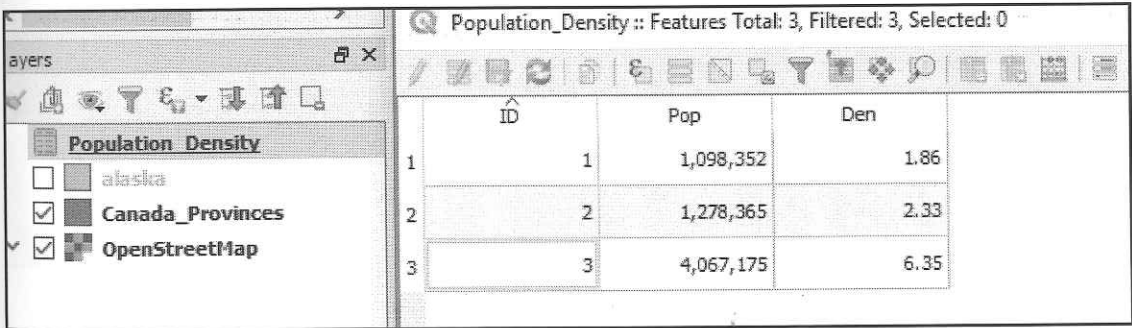 Population_Density :: Features Total: 3, Filtered: 3, Selected: 0
ayers
Population_Density
alaska
Canada_Provinces
OpenStreetMap
ID Pop Den
1 1 1,098,352 1.86
2 2 1,278,365 2.33
3 3 4,067,175 6.35